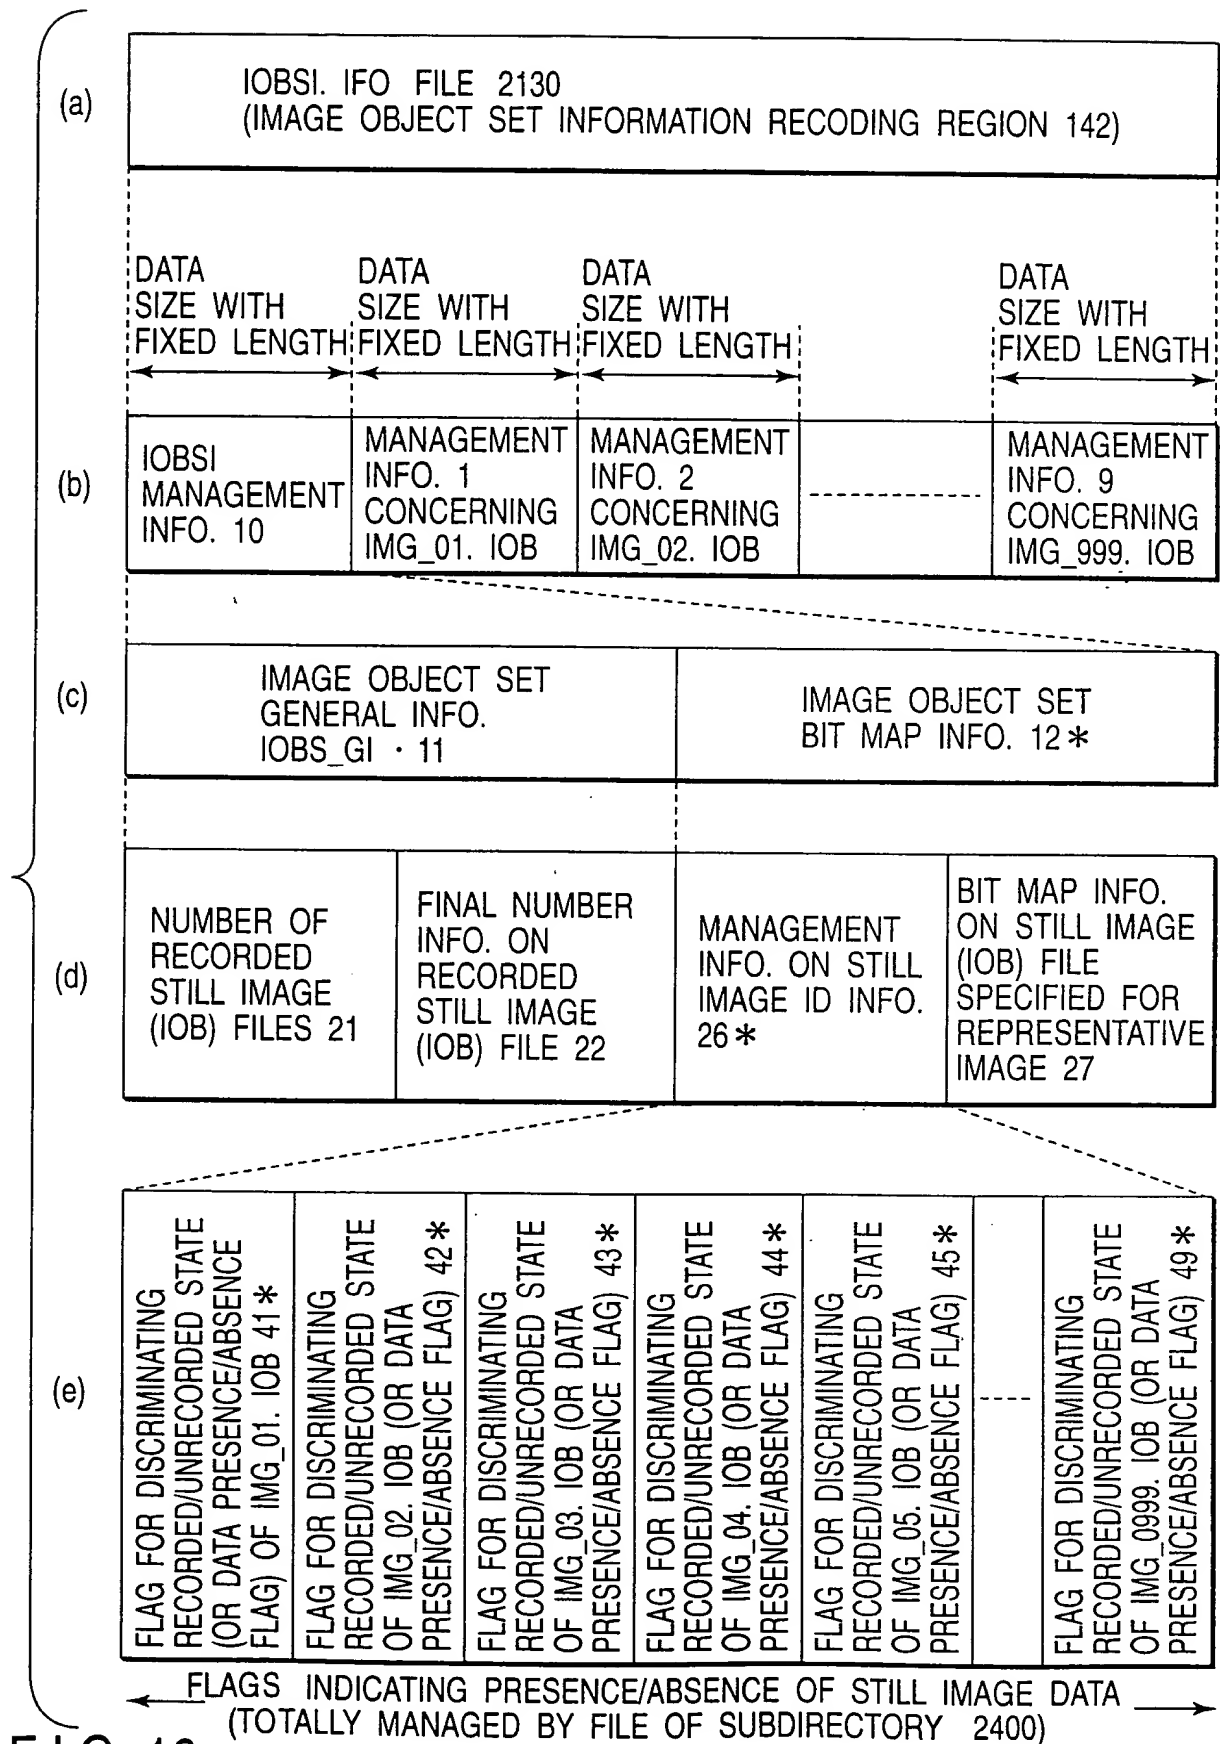 (a)
IOBSI. IFO FILE 2130
(IMAGE OBJECT SET INFORMATION RECODING REGION 142)
DATA
SIZE WITH
FIXED LENGTH
DATA
SIZE WITH
FIXED LENGTH
DATA
SIZE WITH
FIXED LENGTH
DATA
SIZE WITH
FIXED LENGTH
(b)
IOBSI
MANAGEMENT
INFO. 10
MANAGEMENT
INFO. 1
CONCERNING
IMG_01. IOB
MANAGEMENT
INFO. 2
CONCERNING
IMG_02. IOB
MANAGEMENT
INFO. 9
CONCERNING
IMG_999. IOB
(c)
IMAGE OBJECT SET
GENERAL INFO.
IOBS_GI · 11
IMAGE OBJECT SET
BIT MAP INFO. 12*
(d)
NUMBER OF
RECORDED
STILL IMAGE
(IOB) FILES 21
FINAL NUMBER
INFO. ON
RECORDED
STILL IMAGE
(IOB) FILE 22
MANAGEMENT
INFO. ON STILL
IMAGE ID INFO.
26*
BIT MAP INFO.
ON STILL IMAGE
(IOB) FILE
SPECIFIED FOR
REPRESENTATIVE
IMAGE 27
(e)
FLAG FOR DISCRIMINATING
RECORDED/UNRECORDED STATE
(OR DATA PRESENCE/ABSENCE
FLAG) OF IMG_01. IOB 41*
FLAG FOR DISCRIMINATING
RECORDED/UNRECORDED STATE
OF IMG_02. IOB (OR DATA
PRESENCE/ABSENCE FLAG) 42*
FLAG FOR DISCRIMINATING
RECORDED/UNRECORDED STATE
OF IMG_03. IOB (OR DATA
PRESENCE/ABSENCE FLAG) 43*
FLAG FOR DISCRIMINATING
RECORDED/UNRECORDED STATE
OF IMG_04. IOB (OR DATA
PRESENCE/ABSENCE FLAG) 44*
FLAG FOR DISCRIMINATING
RECORDED/UNRECORDED STATE
OF IMG_05. IOB (OR DATA
PRESENCE/ABSENCE FLAG) 45*
FLAG FOR DISCRIMINATING
RECORDED/UNRECORDED STATE
OF IMG_0999. IOB (OR DATA
PRESENCE/ABSENCE FLAG) 49*
FLAGS INDICATING PRESENCE/ABSENCE OF STILL IMAGE DATA
(TOTALLY MANAGED BY FILE OF SUBDIRECTORY 2400)